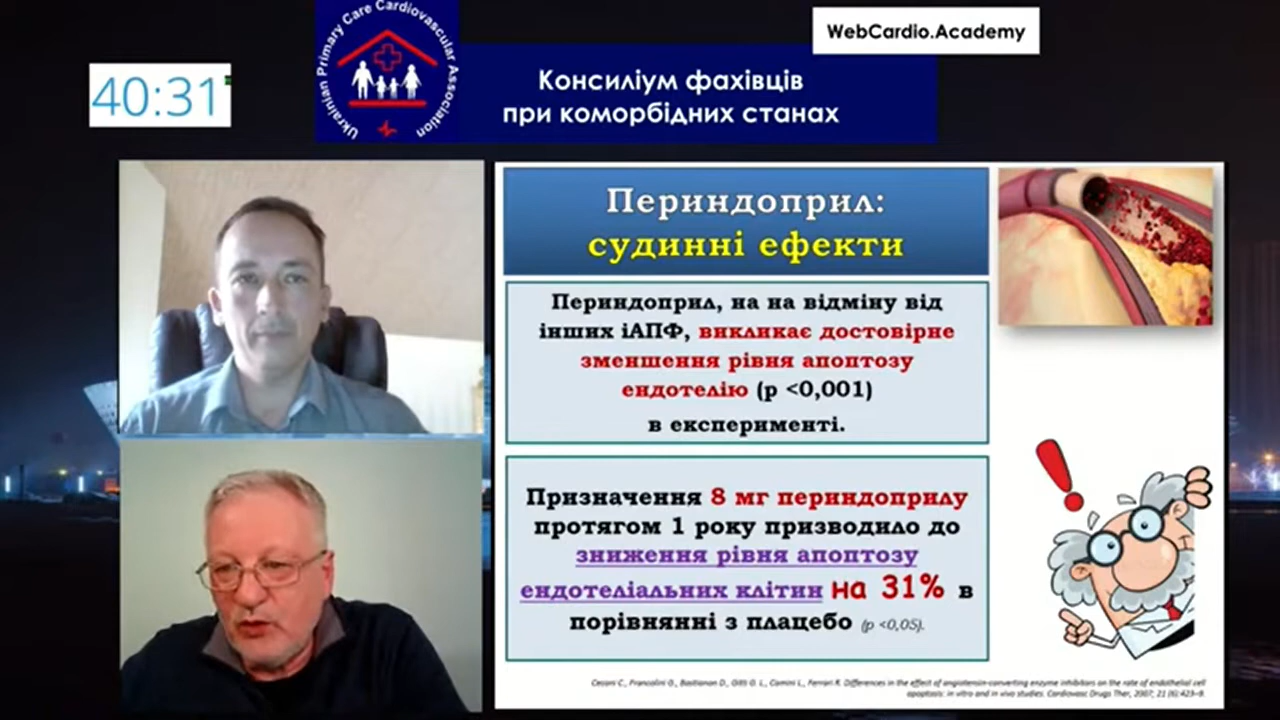 WebCardio.Academy
40:31
Ukrainian Primary Care Cardiovascular Association
Консиліум фахівців
при коморбідних станах
Периндоприл:
судинні ефекти
Периндоприл, на на відміну від
інших іАПФ, викликає достовірне
зменшення рівня апоптозу
ендотелію (р <0,001)
в експерименті.
Призначення 8 мг периндоприлу
протягом 1 року призводило до
зниження рівня апоптозу
ендотеліальних клітин на 31% в
порівнянні з плацебо (р <0,05).
Ceconi C., Francolini G., Bastianon D., Gitti G. L., Comini L., Ferrari R. Differences in the effect of angiotensin-converting enzyme inhibitors on the rate of endothelial cell
apoptosis: in vitro and in vivo studies. Cardiovasc Drugs Ther, 2007; 21 (6):423–9.